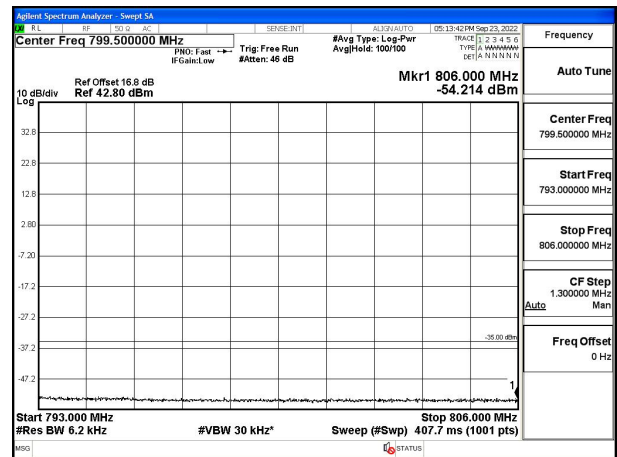 Agilent Spectrum Analyzer - Swept SA
RL RF 50 Ω AC SENSE:INT ALIGNAUTO 05:13:42 PM Sep 23, 2022
Center Freq 799.500000 MHz
PNO: Fast
IFGain:Low
Trig: Free Run
#Atten: 46 dB
#Avg Type: Log-Pwr
Avg|Hold: 100/100
TRACE 1 2 3 4 5 6
TYPE A WWWWW
DET A N N N N N
Frequency
Auto Tune
Ref Offset 16.8 dB
Ref 42.80 dBm
10 dB/div
Log
Mkr1 806.000 MHz
-54.214 dBm
32.8
22.8
12.8
2.80
-7.20
-17.2
-27.2
-37.2
-47.2
-35.00 dBm
1
Center Freq
799.500000 MHz
Start Freq
793.000000 MHz
Stop Freq
806.000000 MHz
CF Step
1.300000 MHz
Auto Man
Freq Offset
0 Hz
Start 793.000 MHz Stop 806.000 MHz
#Res BW 6.2 kHz #VBW 30 kHz* Sweep (#Swp) 407.7 ms (1001 pts)
MSG STATUS